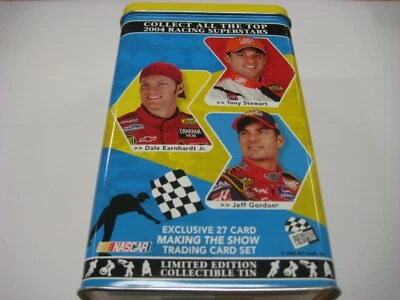 COLLECT ALL THE TOP
2004 RACING SUPERSTARS
>> Tony Stewart
>> Dale Earnhardt Jr.
>> Jeff Gordon
EXCLUSIVE 27 CARD
MAKING THE SHOW
TRADING CARD SET
NASCAR
LIMITED EDITION
COLLECTIBLE TIN